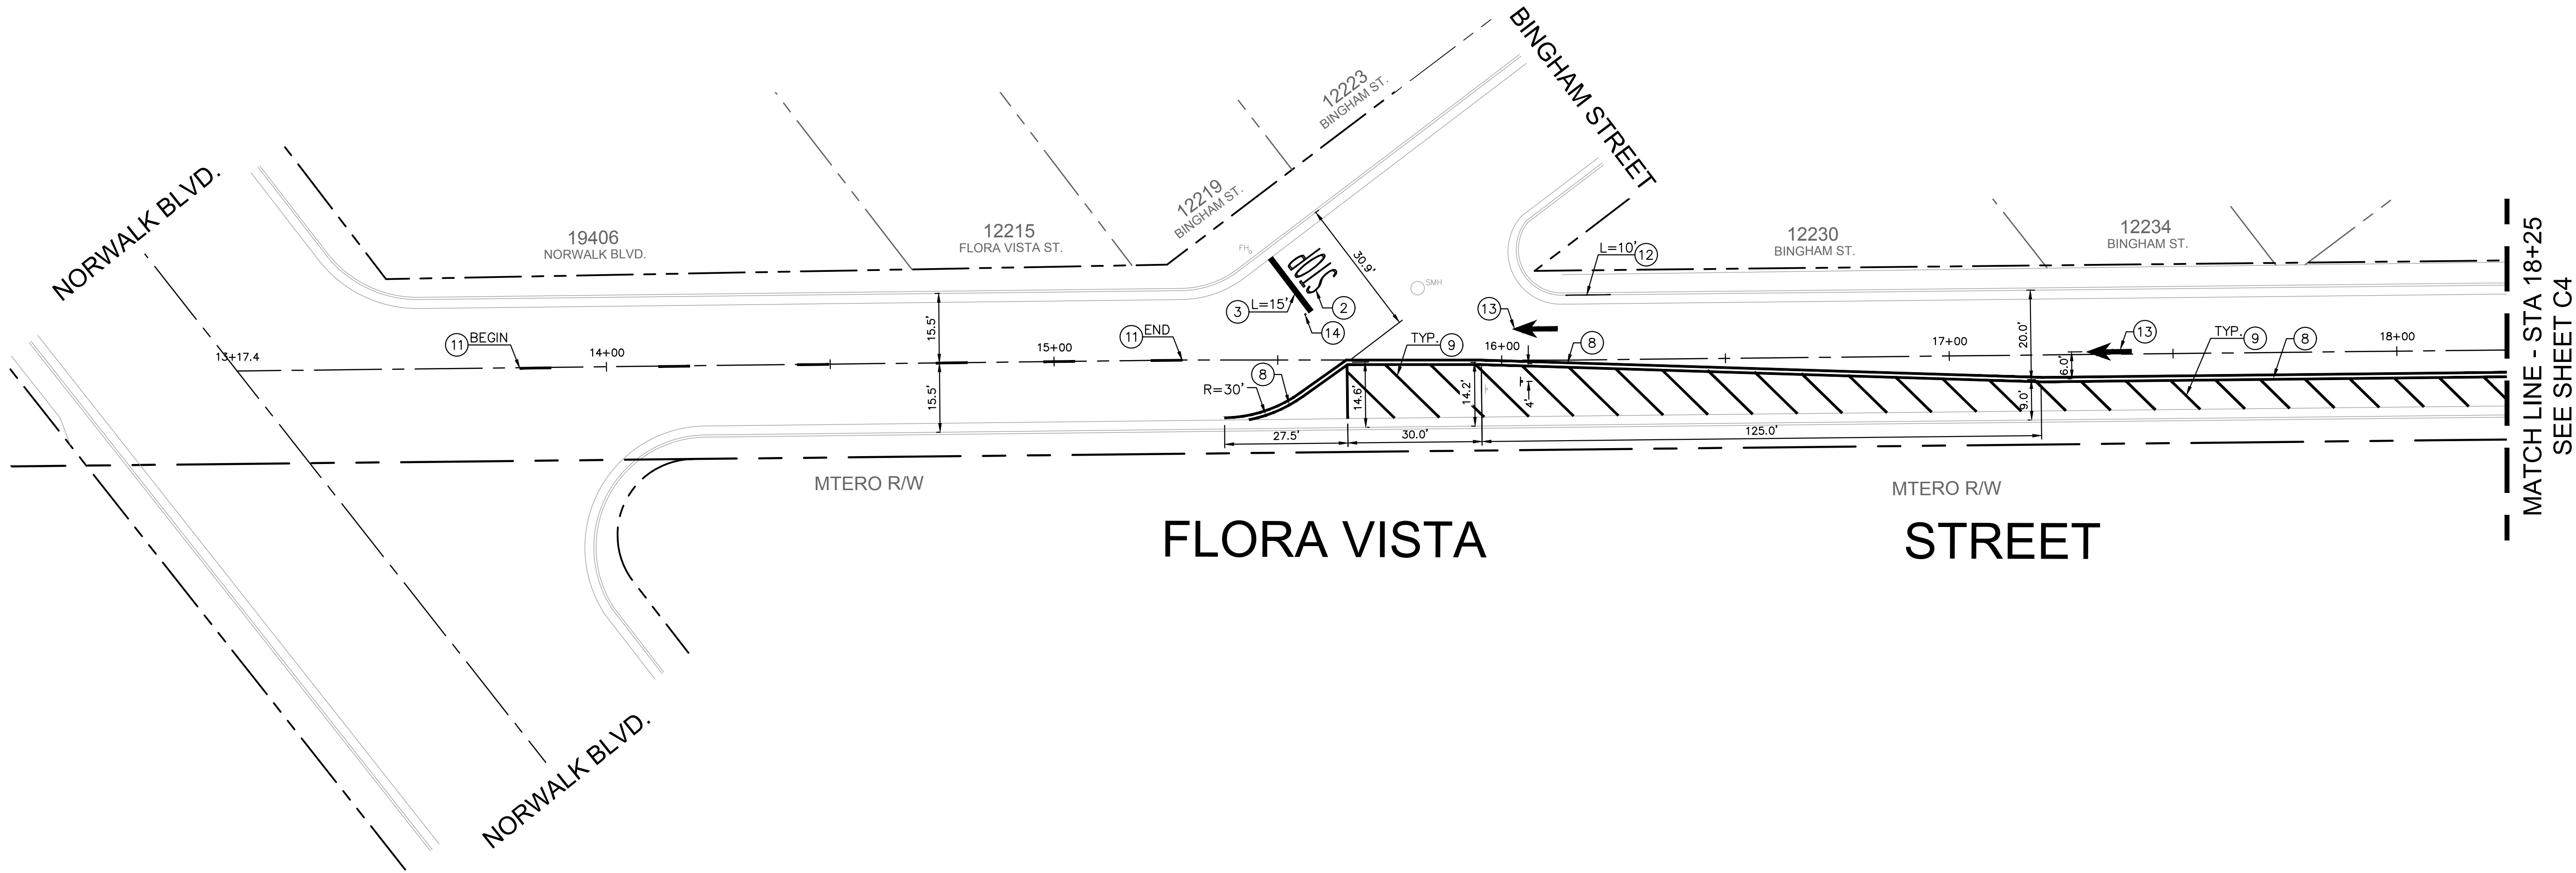 BINGHAM STREET
12223
BINGHAM ST.
12219
BINGHAM ST.
NORWALK BLVD.
19406
NORWALK BLVD.
12215
FLORA VISTA ST.
FH
STOP
30.9'
SMH
L=10' 12
12230
BINGHAM ST.
12234
BINGHAM ST.
MATCH LINE - STA 18+25
SEE SHEET C4
3 L=15' 2
14
13
13+17.4
11 BEGIN
14+00
15.5'
15+00
11 END
TYP. 9
16+00
8
17+00
20.0'
6.0'
13
TYP. 9
8
18+00
15.5'
R=30'
8
14.6'
14.2'
4'
9.0'
27.5'
30.0'
125.0'
MTERO R/W
MTERO R/W
FLORA VISTA STREET
NORWALK BLVD.